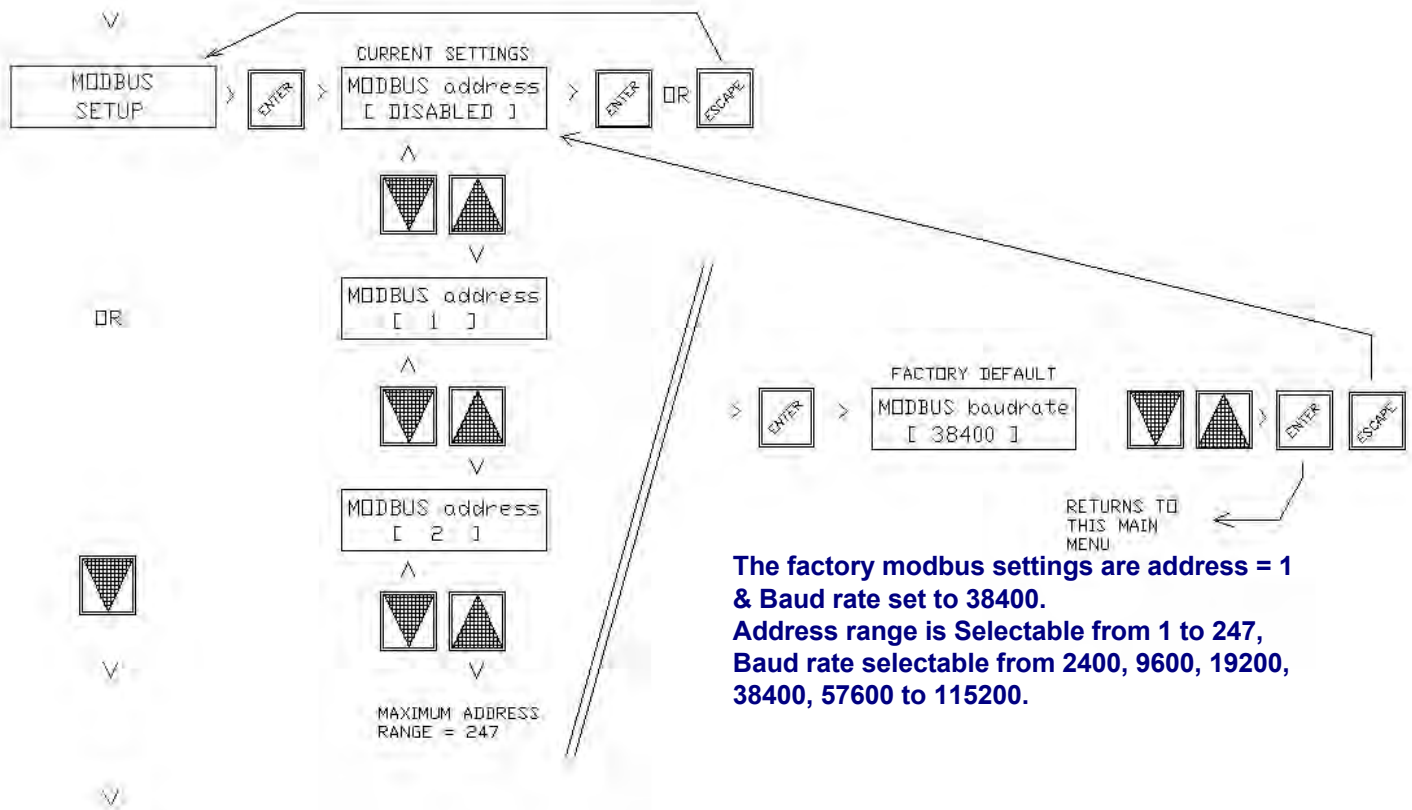 MODBUS
SETUP
ENTER
CURRENT SETTINGS
MODBUS address
[ DISABLED ]
ENTER
OR
ESCAPE
MODBUS address
[ 1 ]
OR
MODBUS address
[ 2 ]
MAXIMUM ADDRESS
RANGE = 247
ENTER
FACTORY DEFAULT
MODBUS baudrate
[ 38400 ]
ENTER
ESCAPE
RETURNS TO
THIS MAIN
MENU
The factory modbus settings are address = 1
& Baud rate set to 38400.
Address range is Selectable from 1 to 247,
Baud rate selectable from 2400, 9600, 19200,
38400, 57600 to 115200.